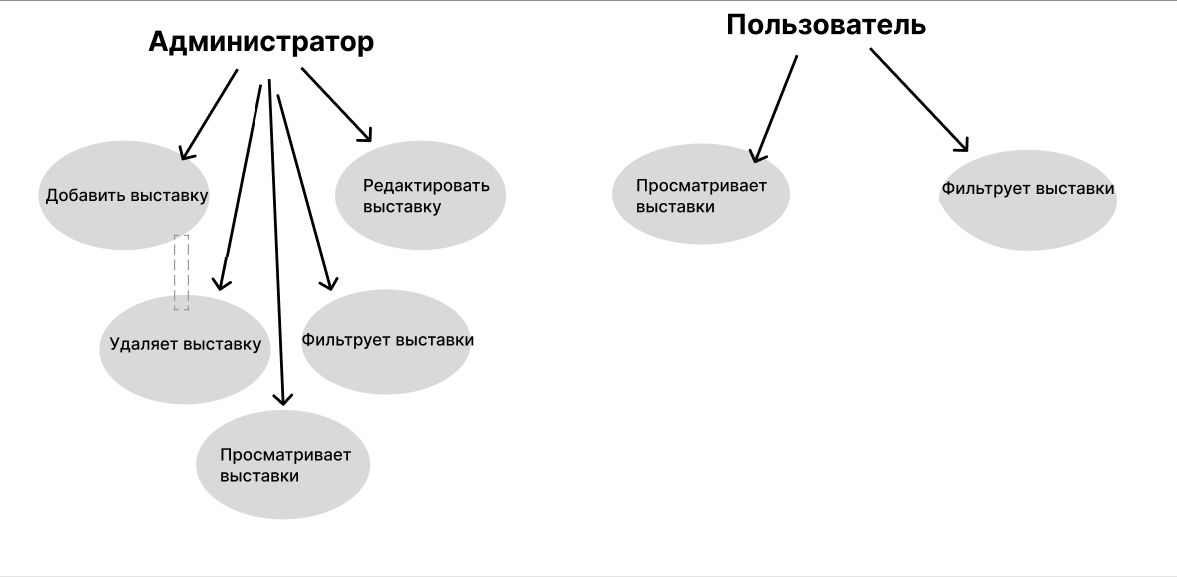 Администратор
Добавить выставку
Редактировать
выставку
Удаляет выставку
Фильтрует выставки
Просматривает
выставки
Пользователь
Просматривает
выставки
Фильтрует выставки